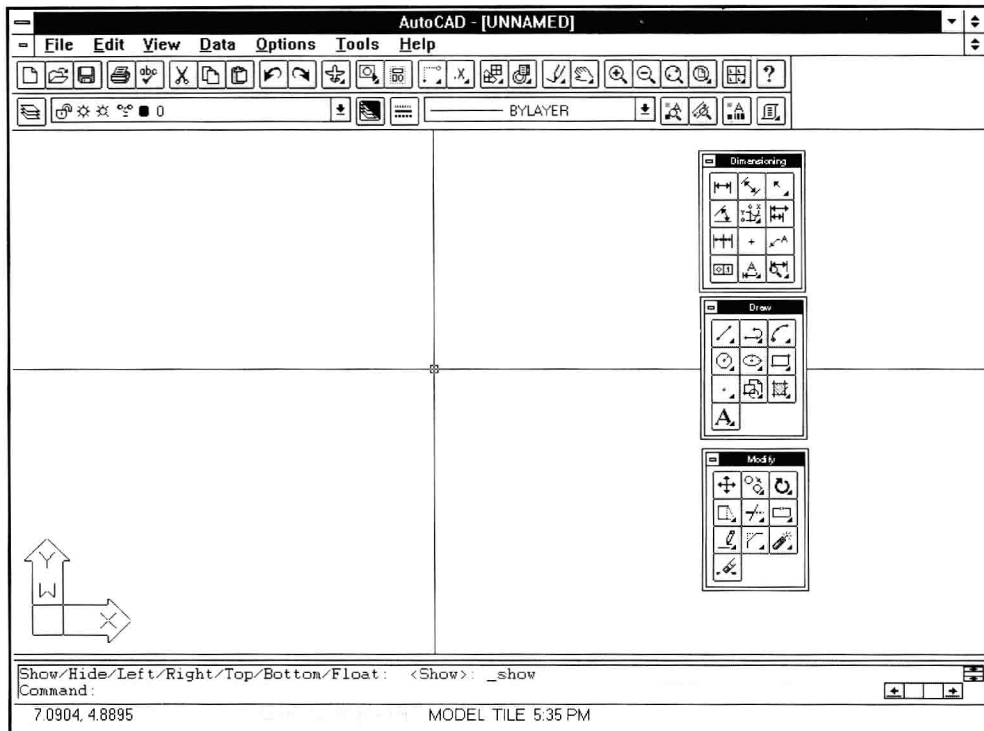 AutoCAD - [UNNAMED]
File Edit View Data Options Tools Help
abc .X ?
0 BYLAYER
Dimensioning
A
A
Draw
A
Modify
Y
W
X
Show/Hide/Left/Right/Top/Bottom/Float: <Show>: _show
Command:
7.0904, 4.8895 MODEL TILE 5:35 PM